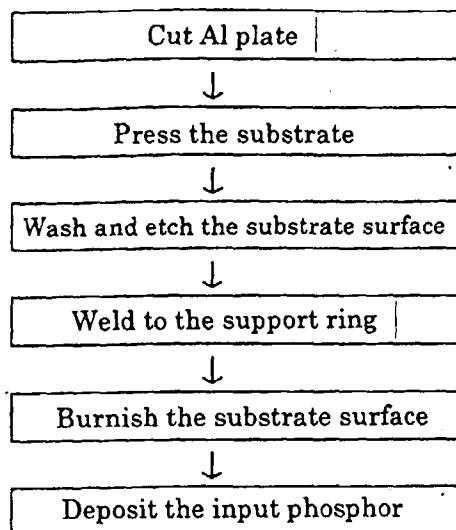 Cut Al plate
Press the substrate
Wash and etch the substrate surface
Weld to the support ring
Burnish the substrate surface
Deposit the input phosphor